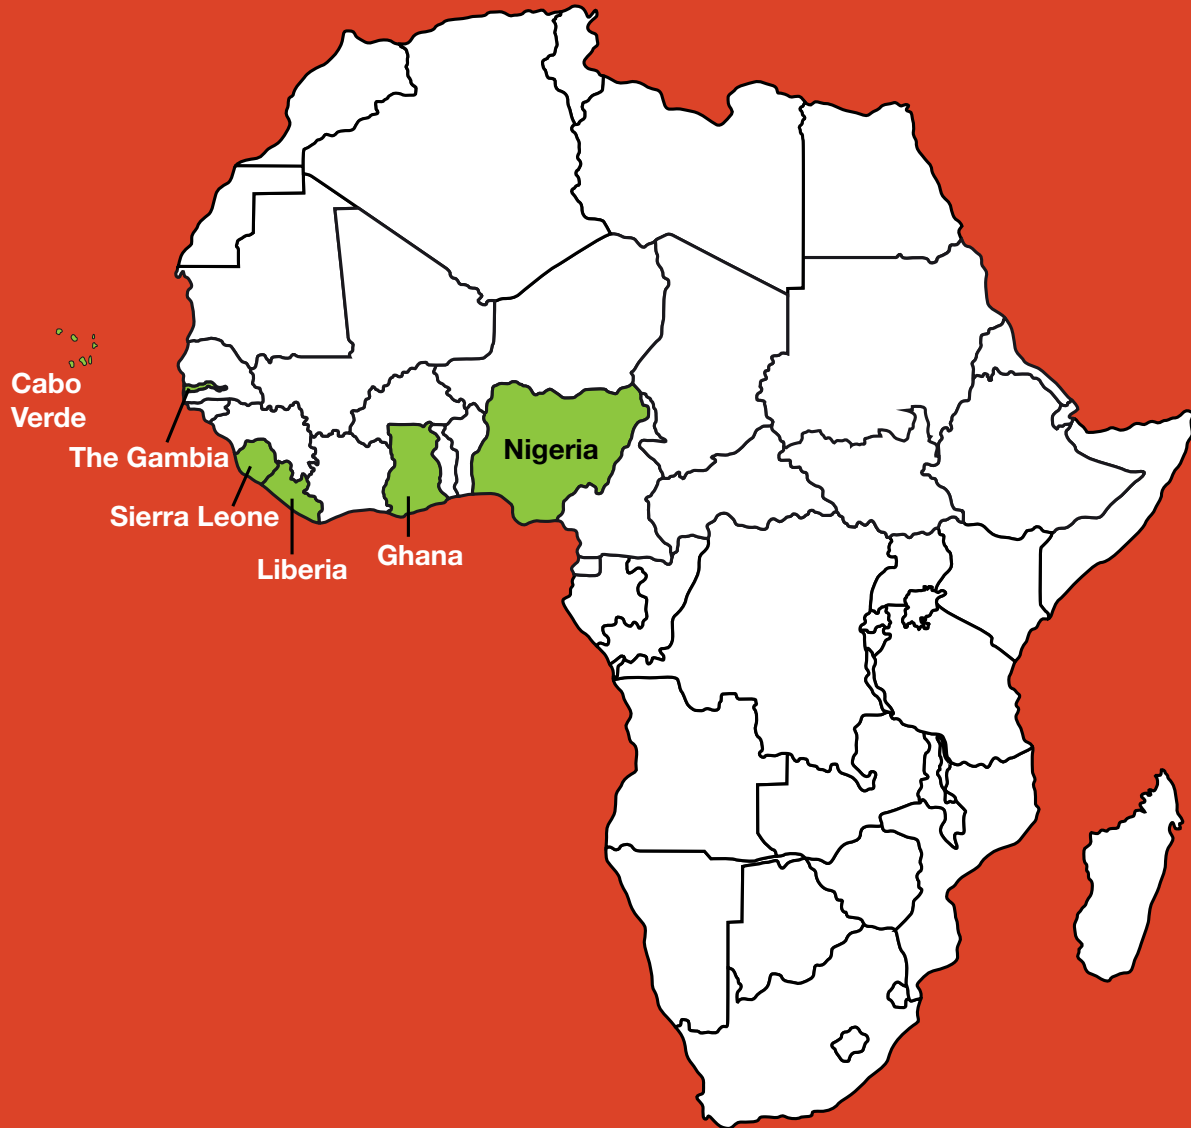 Cabo
Verde
The Gambia
Nigeria
Sierra Leone
Ghana
Liberia